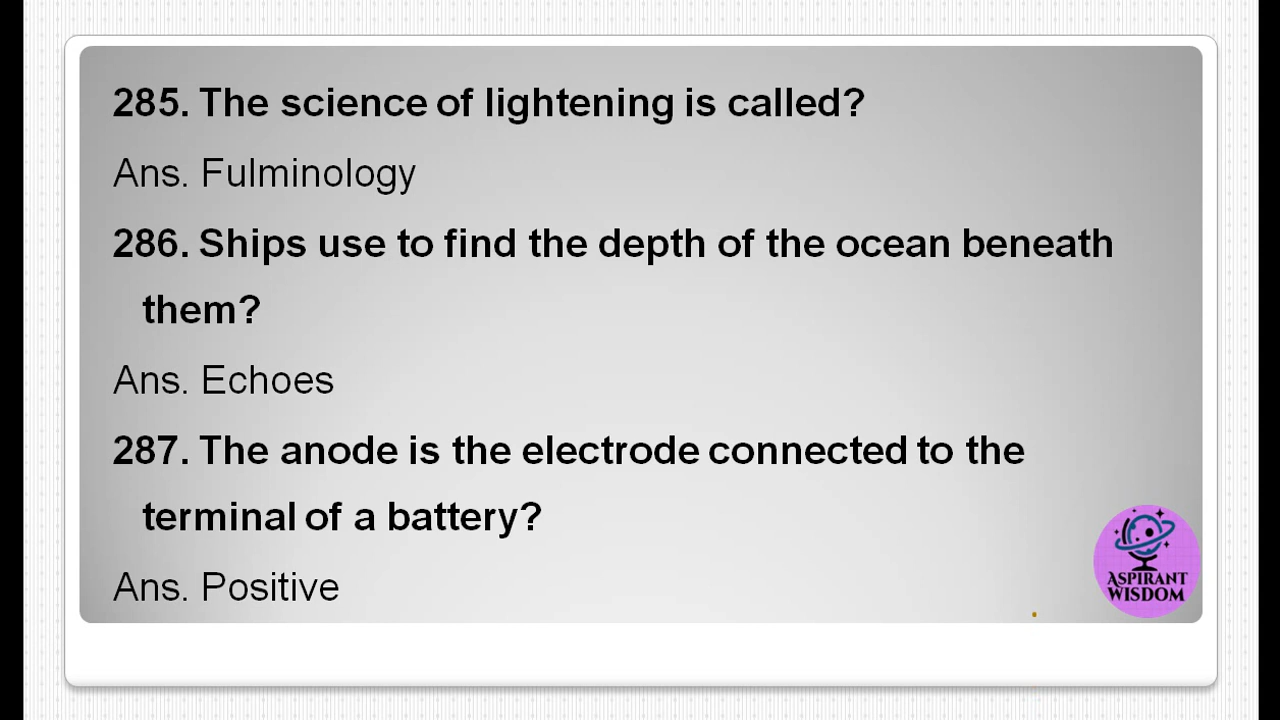 285. The science of lightening is called?
Ans. Fulminology
286. Ships use to find the depth of the ocean beneath
them?
Ans. Echoes
287. The anode is the electrode connected to the
terminal of a battery?
Ans. Positive
ASPIRANT
WISDOM